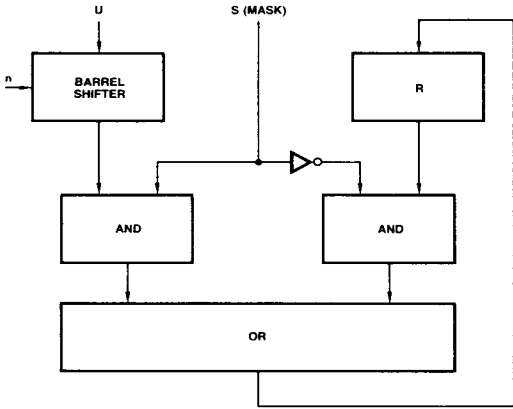 U
S (MASK)
n
BARREL
SHIFTER
R
AND
AND
OR